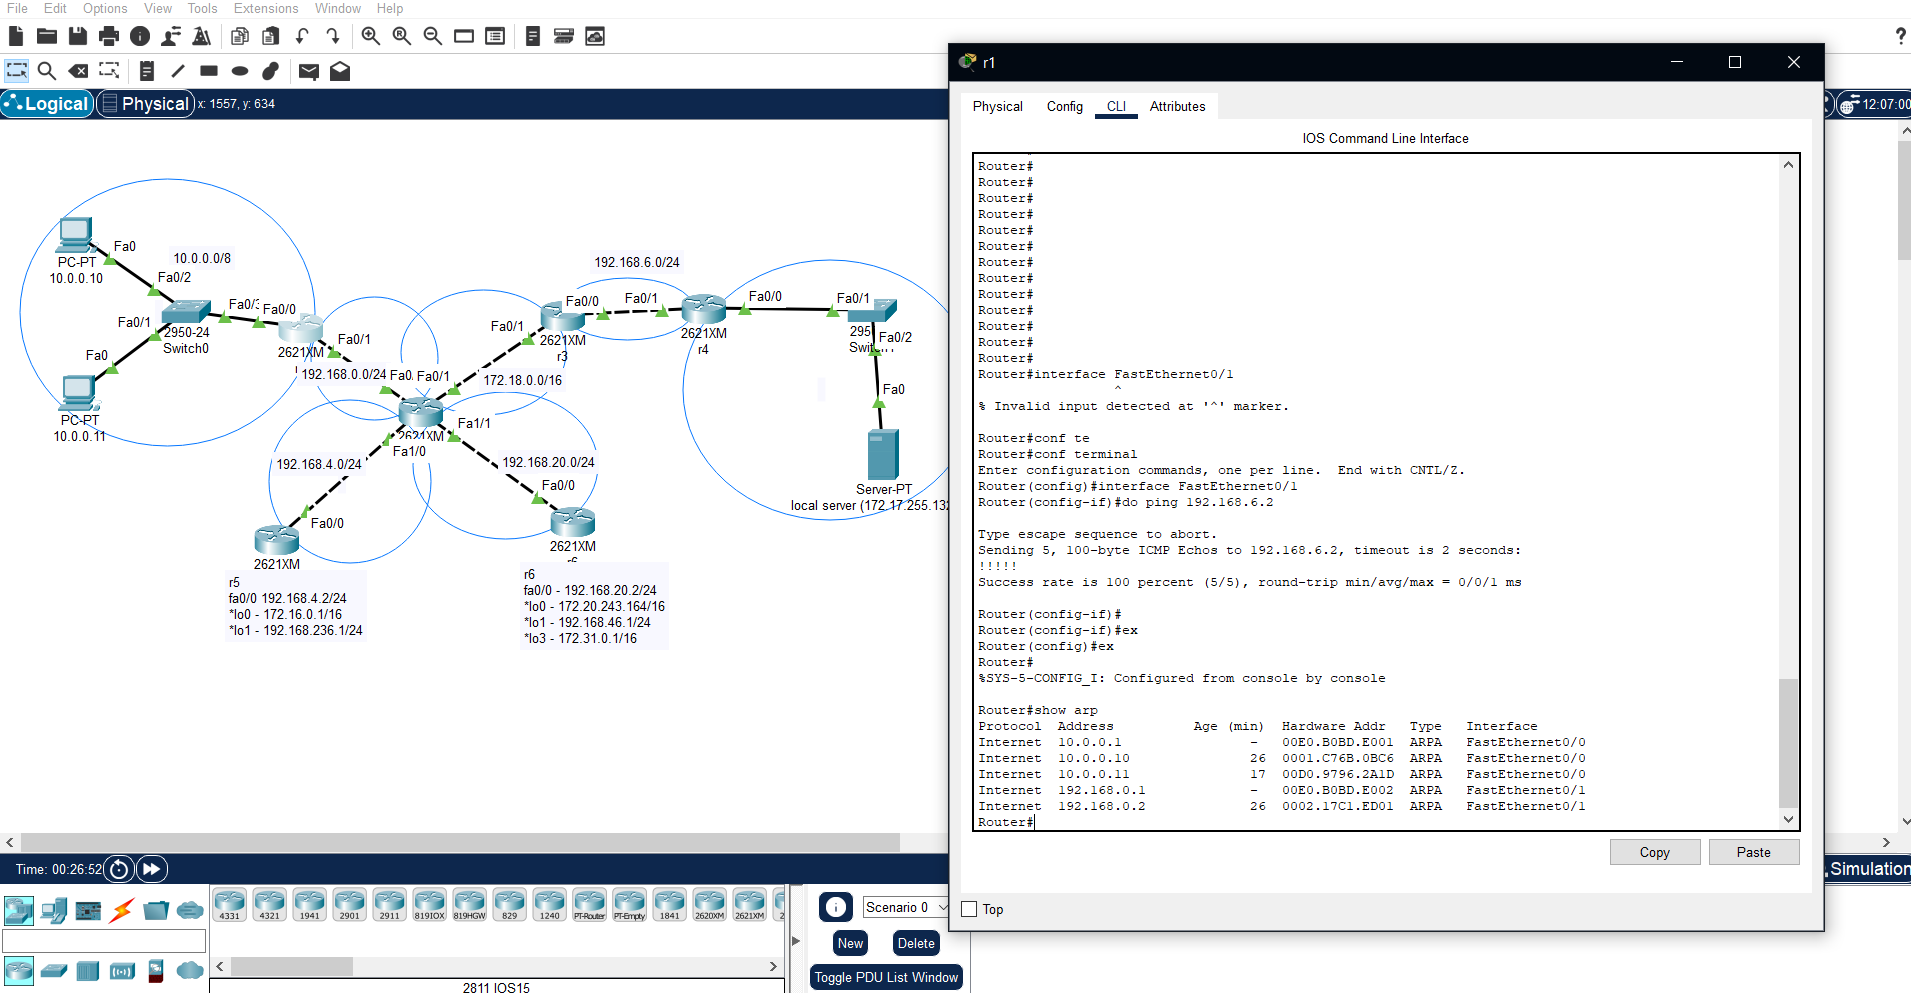 File Edit Options View Tools Extensions Window Help
?
Logical Physical x: 1557, y: 634
12:07:00
PC-PT
10.0.0.10
Fa0
10.0.0.0/8
Fa0/2
Fa0/1
2950-24
Switch0
Fa0/3
Fa0/0
Fa0
PC-PT
10.0.0.11
2621XM
Fa0/1
192.168.0.0/24
Fa0/1
172.18.0.0/16
Fa0/1
Fa0/0
2621XM
r3
192.168.6.0/24
Fa0/1
2621XM
r4
Fa0/0
Fa0/1
295
Fa0/2
Fa0
Server-PT
local server (172.17.255.132
2621XM
Fa1/1
Fa1/0
192.168.4.0/24
192.168.20.0/24
Fa0/0
Fa0/0
2621XM
2621XM
r6
r5
fa0/0 192.168.4.2/24
*lo0 - 172.16.0.1/16
*lo1 - 192.168.236.1/24
r6
fa0/0 - 192.168.20.2/24
*lo0 - 172.20.243.164/16
*lo1 - 192.168.46.1/24
*lo3 - 172.31.0.1/16
r1
Physical Config CLI Attributes
IOS Command Line Interface
Router#
Router#
Router#
Router#
Router#
Router#
Router#
Router#
Router#
Router#
Router#
Router#
Router#
Router#interface FastEthernet0/1
^
% Invalid input detected at '^' marker.
Router#conf te
Router#conf terminal
Enter configuration commands, one per line. End with CNTL/Z.
Router(config)#interface FastEthernet0/1
Router(config-if)#do ping 192.168.6.2
Type escape sequence to abort.
Sending 5, 100-byte ICMP Echos to 192.168.6.2, timeout is 2 seconds:
!!!!!
Success rate is 100 percent (5/5), round-trip min/avg/max = 0/0/1 ms
Router(config-if)#
Router(config-if)#ex
Router(config)#ex
Router#
%SYS-5-CONFIG_I: Configured from console by console
Router#show arp
Protocol Address Age (min) Hardware Addr Type Interface
Internet 10.0.0.1 - 00E0.B0BD.E001 ARPA FastEthernet0/0
Internet 10.0.0.10 26 0001.C76B.0BC6 ARPA FastEthernet0/0
Internet 10.0.0.11 17 00D0.9796.2A1D ARPA FastEthernet0/0
Internet 192.168.0.1 - 00E0.B0BD.E002 ARPA FastEthernet0/1
Internet 192.168.0.2 26 0002.17C1.ED01 ARPA FastEthernet0/1
Router#
Copy Paste
Top
Time: 00:26:52
Simulation
4331 4321 1941 2901 2911 819IOX 819HGW 829 1240 PT-Router PT-Empty 1841 2620XM 2621XM 2
2811 IOS15
Scenario 0
New Delete
Toggle PDU List Window